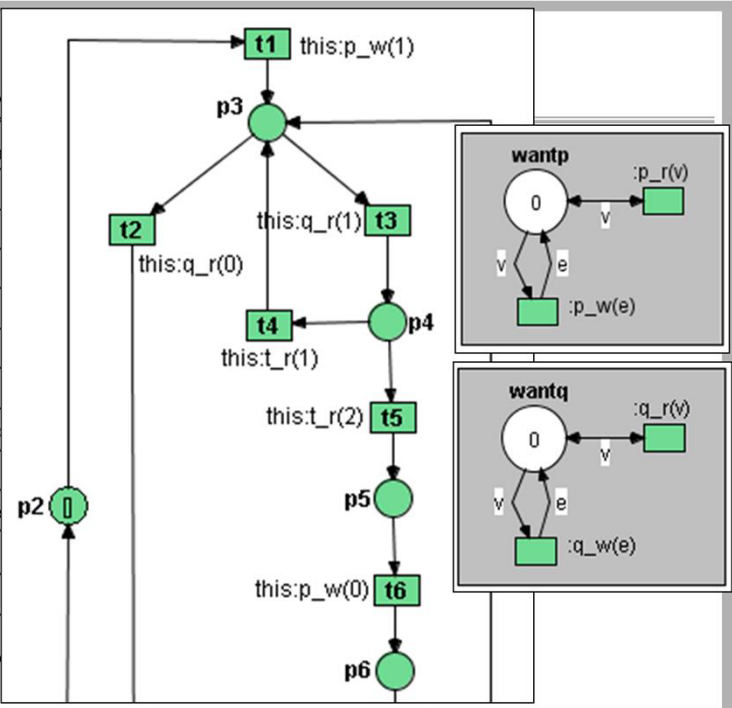 t1 this:p_w(1)
p3
wantp
:p_r(v)
0
v
t2 this:q_r(1) t3
this:q_r(0)
v e
:p_w(e)
t4 p4
this:t_r(1)
wantq
:q_r(v)
this:t_r(2) t5
0
v
p2 [] p5
v e
:q_w(e)
this:p_w(0) t6
p6